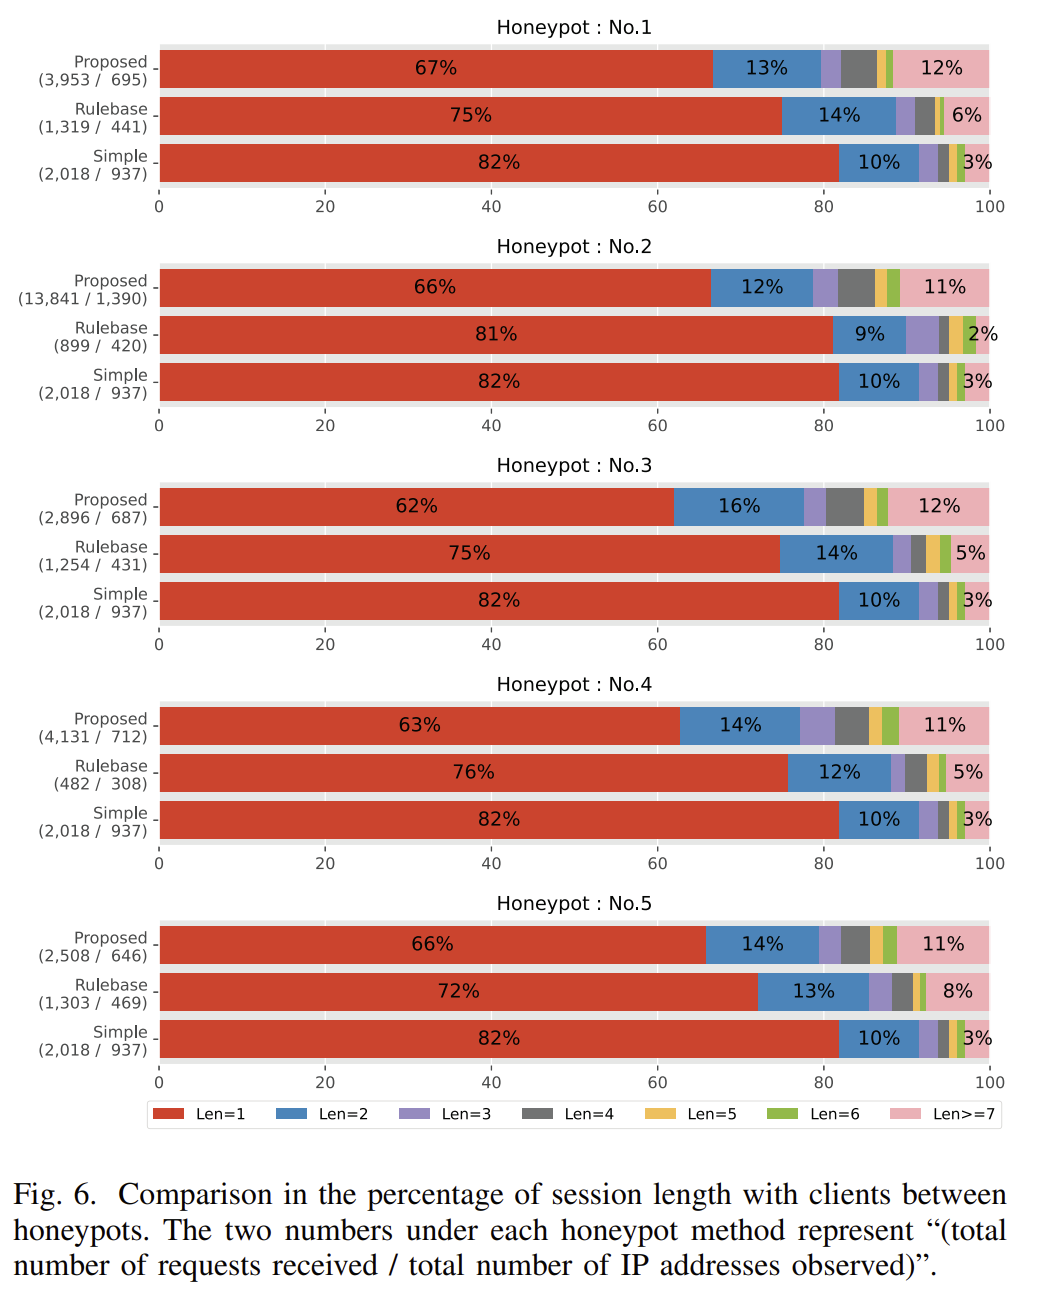 Honeypot : No.1
Proposed
(3,953 / 695)
67% 13% 12%
Rulebase
(1,319 / 441)
75% 14% 6%
Simple
(2,018 / 937)
82% 10% 3%
0 20 40 60 80 100
Honeypot : No.2
Proposed
(13,841 / 1,390)
66% 12% 11%
Rulebase
(899 / 420)
81% 9% 2%
Simple
(2,018 / 937)
82% 10% 3%
0 20 40 60 80 100
Honeypot : No.3
Proposed
(2,896 / 687)
62% 16% 12%
Rulebase
(1,254 / 431)
75% 14% 5%
Simple
(2,018 / 937)
82% 10% 3%
0 20 40 60 80 100
Honeypot : No.4
Proposed
(4,131 / 712)
63% 14% 11%
Rulebase
(482 / 308)
76% 12% 5%
Simple
(2,018 / 937)
82% 10% 3%
0 20 40 60 80 100
Honeypot : No.5
Proposed
(2,508 / 646)
66% 14% 11%
Rulebase
(1,303 / 469)
72% 13% 8%
Simple
(2,018 / 937)
82% 10% 3%
0 20 40 60 80 100
Len=1 Len=2 Len=3 Len=4 Len=5 Len=6 Len>=7
Fig. 6. Comparison in the percentage of session length with clients between
honeypots. The two numbers under each honeypot method represent “(total
number of requests received / total number of IP addresses observed)”.